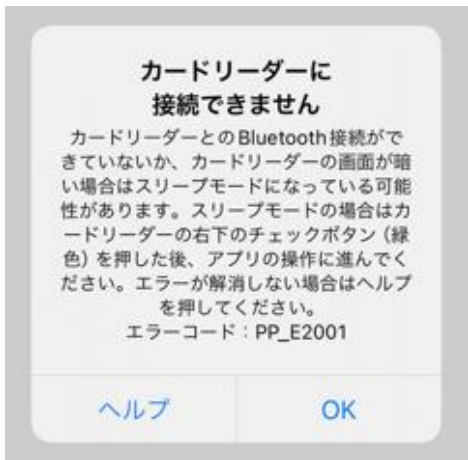 カードリーダーに
接続できません
カードリーダーとのBluetooth接続がで
きていないか、カードリーダーの画面が暗
い場合はスリープモードになっている可能
性があります。スリープモードの場合はカ
ードリーダーの右下のチェックボタン（緑
色）を押した後、アプリの操作に進んでく
ださい。エラーが解消しない場合はヘルプ
を押してください。
エラーコード：PP_E2001
ヘルプ OK